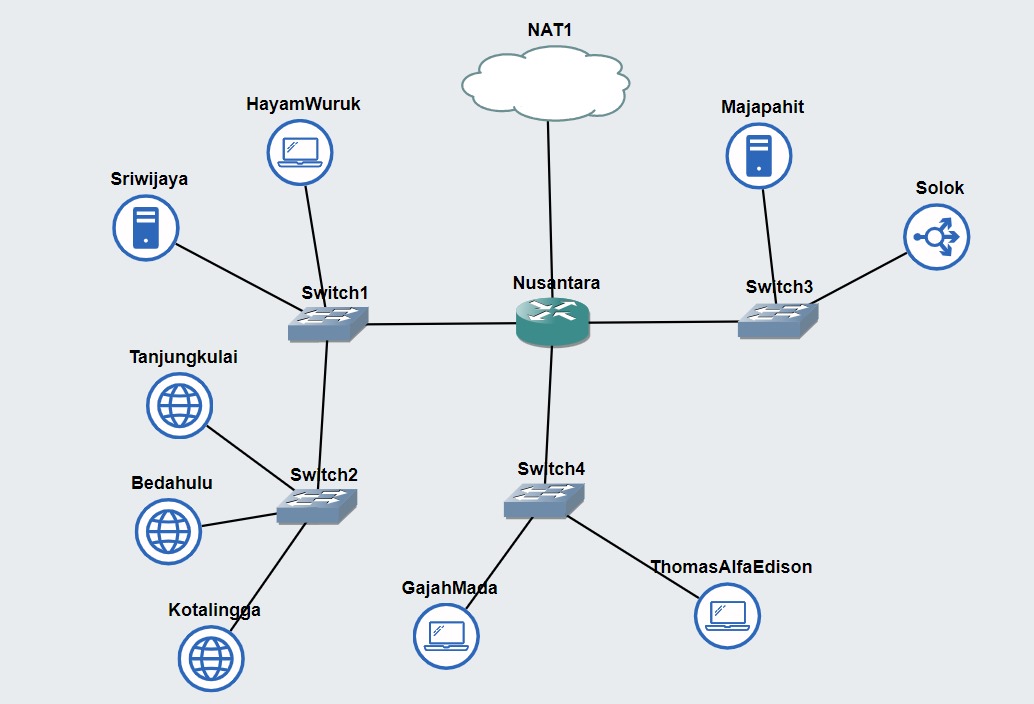 NAT1
HayamWuruk
Majapahit
Sriwijaya
Solok
Nusantara
Switch1
Switch3
Tanjungkulai
Switch2
Switch4
Bedahulu
ThomasAlfaEdison
GajahMada
Kotalingga